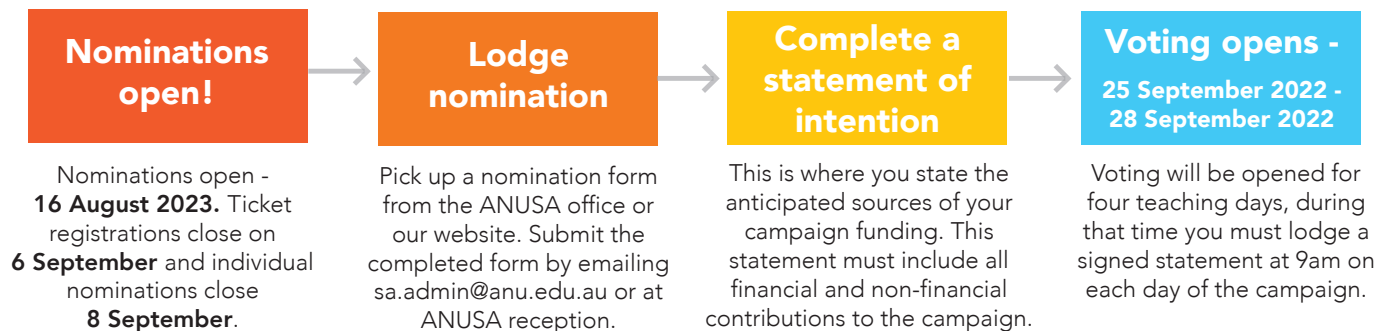 Nominations
open!
Nominations open -
16 August 2023. Ticket
registrations close on
6 September and individual
nominations close
8 September.
Lodge
nomination
Pick up a nomination form
from the ANUSA office or
our website. Submit the
completed form by emailing
sa.admin@anu.edu.au or at
ANUSA reception.
Complete a
statement of
intention
This is where you state the
anticipated sources of your
campaign funding. This
statement must include all
financial and non-financial
contributions to the campaign.
Voting opens -
25 September 2022 -
28 September 2022
Voting will be opened for
four teaching days, during
that time you must lodge a
signed statement at 9am on
each day of the campaign.